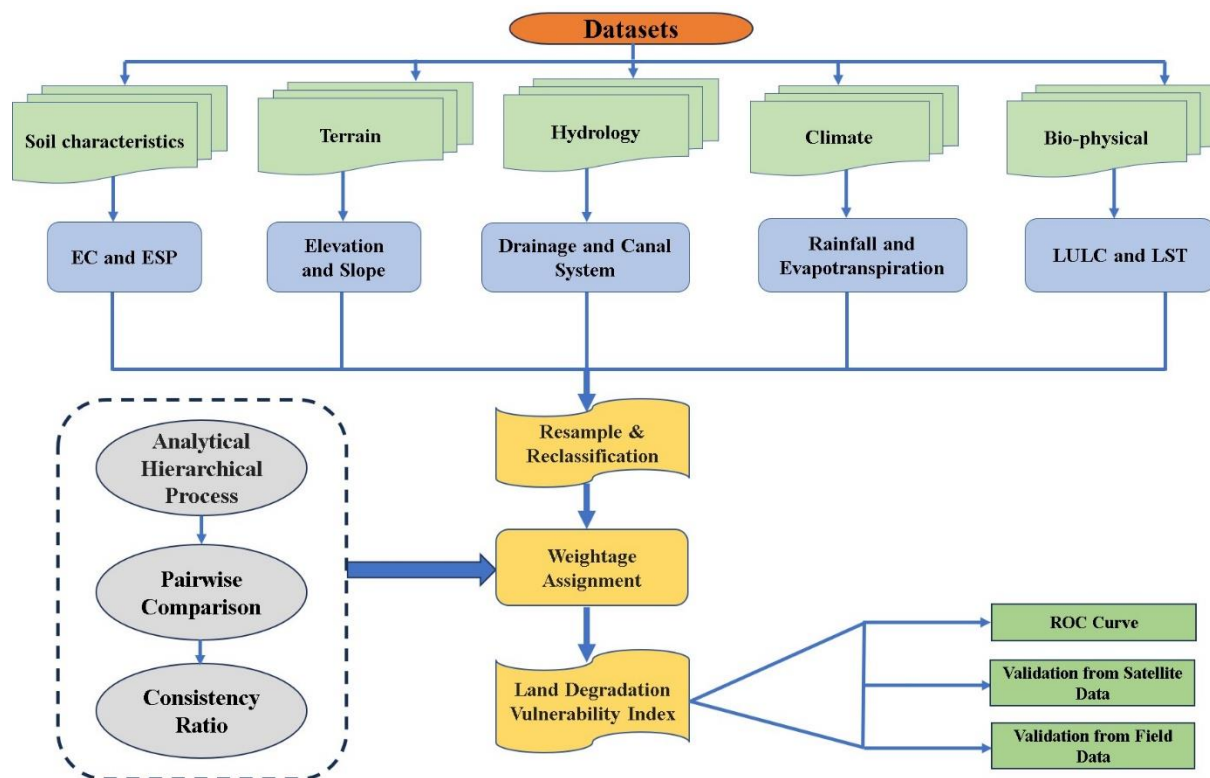 Datasets
Soil characteristics
Terrain
Hydrology
Climate
Bio-physical
EC and ESP
Elevation
and Slope
Drainage and Canal
System
Rainfall and
Evapotranspiration
LULC and LST
Analytical
Hierarchical
Process
Pairwise
Comparison
Consistency
Ratio
Resample &
Reclassification
Weightage
Assignment
Land Degradation
Vulnerability Index
ROC Curve
Validation from Satellite
Data
Validation from Field
Data